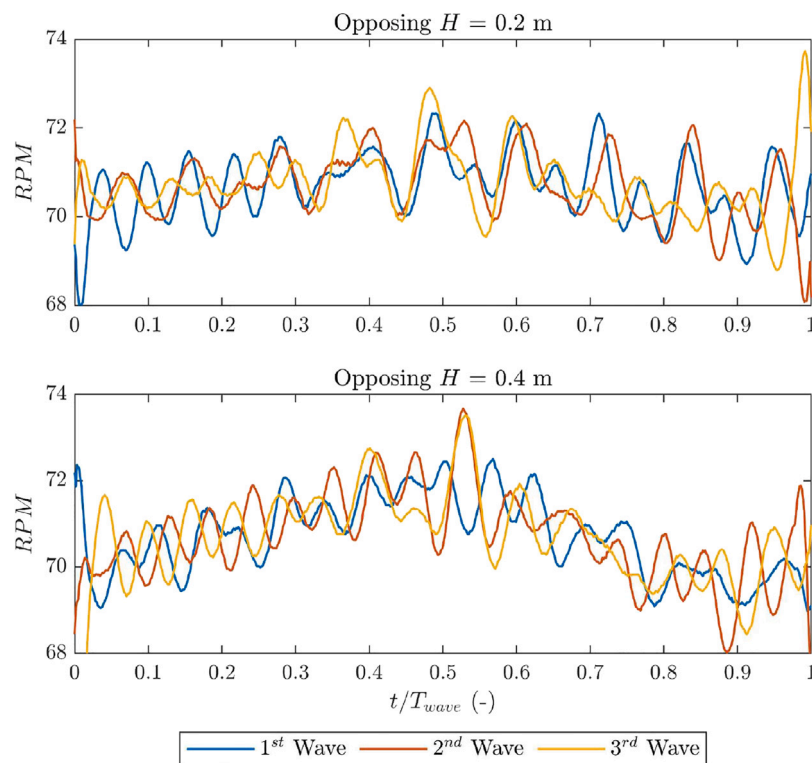 Opposing H = 0.2 m
74
72
70
68
RPM
0 0.1 0.2 0.3 0.4 0.5 0.6 0.7 0.8 0.9 1
Opposing H = 0.4 m
74
72
70
68
RPM
0 0.1 0.2 0.3 0.4 0.5 0.6 0.7 0.8 0.9 1
t/T_wave (-)
1st Wave 2nd Wave 3rd Wave